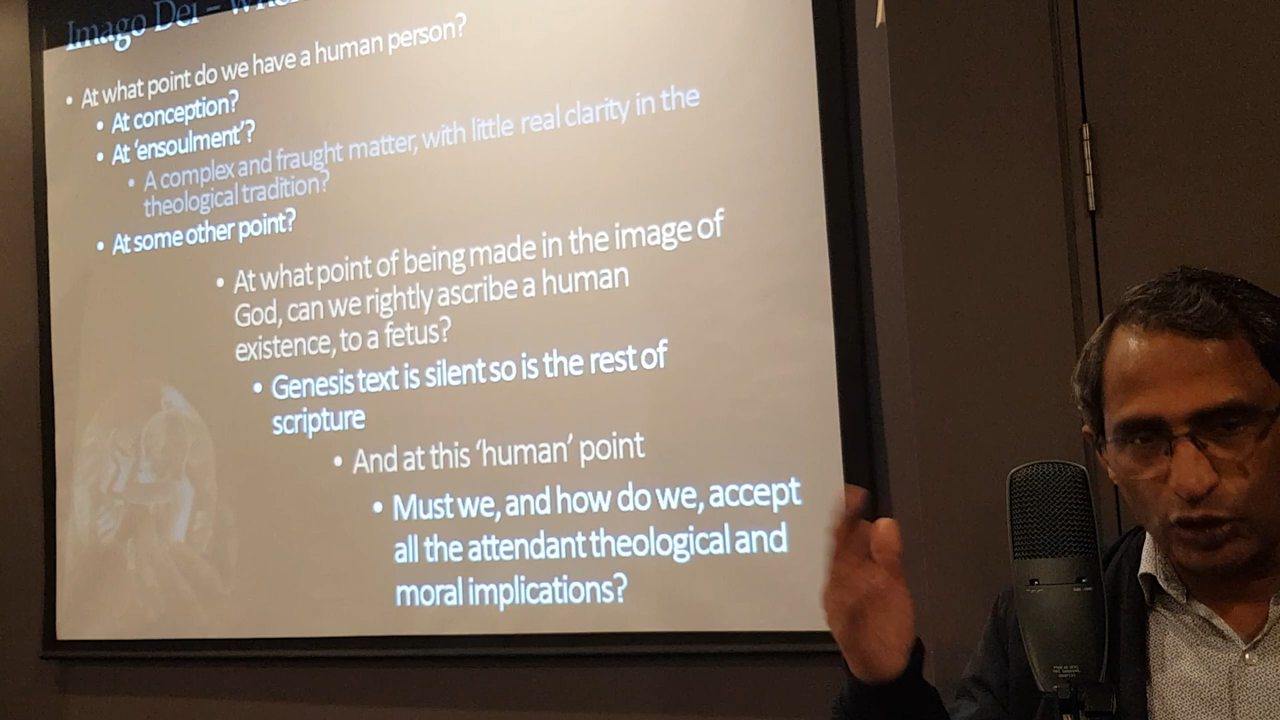 Imago Dei –
• At what point do we have a human person?
• At conception?
• At ‘ensoulment’?
• A complex and fraught matter, with little real clarity in the
theological tradition?
• At some other point?
• At what point of being made in the image of
God, can we rightly ascribe a human
existence, to a fetus?
• Genesis text is silent so is the rest of
scripture
• And at this ‘human’ point
• Must we, and how do we, accept
all the attendant theological and
moral implications?